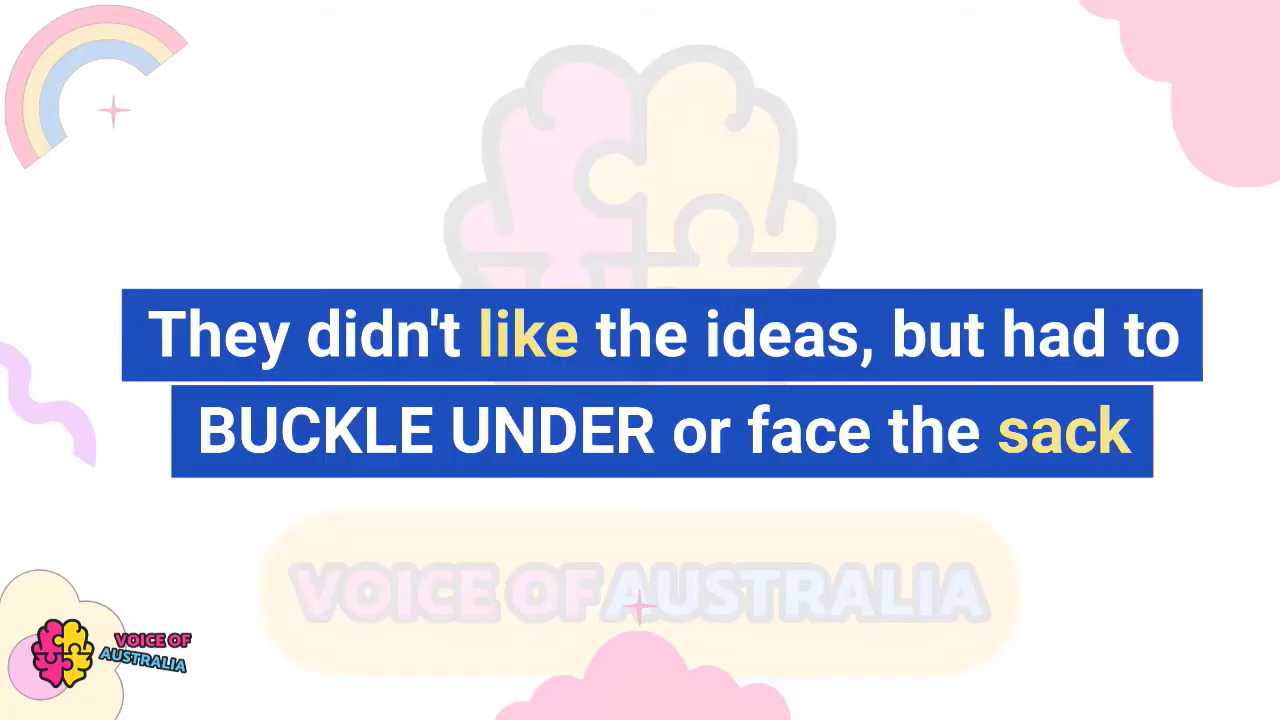 They didn't like the ideas, but had to
BUCKLE UNDER or face the sack
VOICE OF AUSTRALIA
VOICE OF
AUSTRALIA